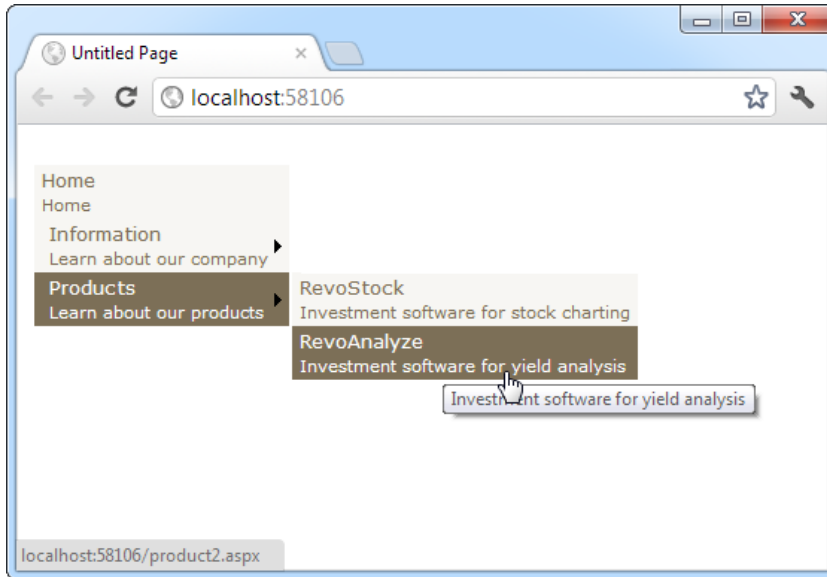 Untitled Page
localhost:58106
Home
Home
Information
Learn about our company
Products
Learn about our products
RevoStock
Investment software for stock charting
RevoAnalyze
Investment software for yield analysis
Investment software for yield analysis
localhost:58106/product2.aspx